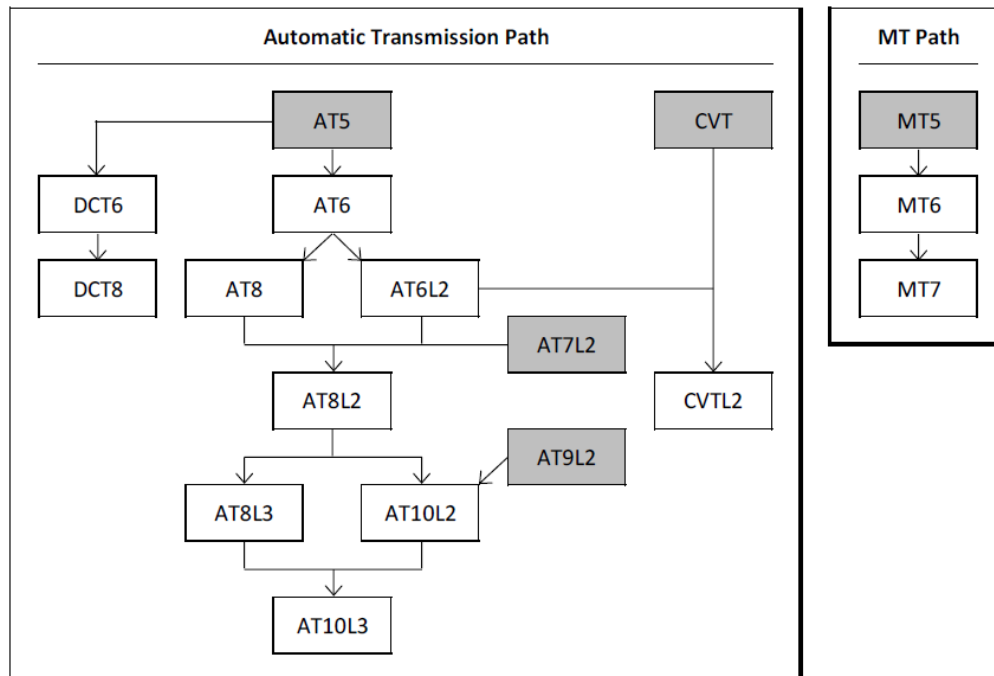 Automatic Transmission Path
MT Path
AT5
CVT
MT5
DCT6
AT6
MT6
DCT8
AT8
AT6L2
MT7
AT7L2
AT8L2
CVTL2
AT9L2
AT8L3
AT10L2
AT10L3